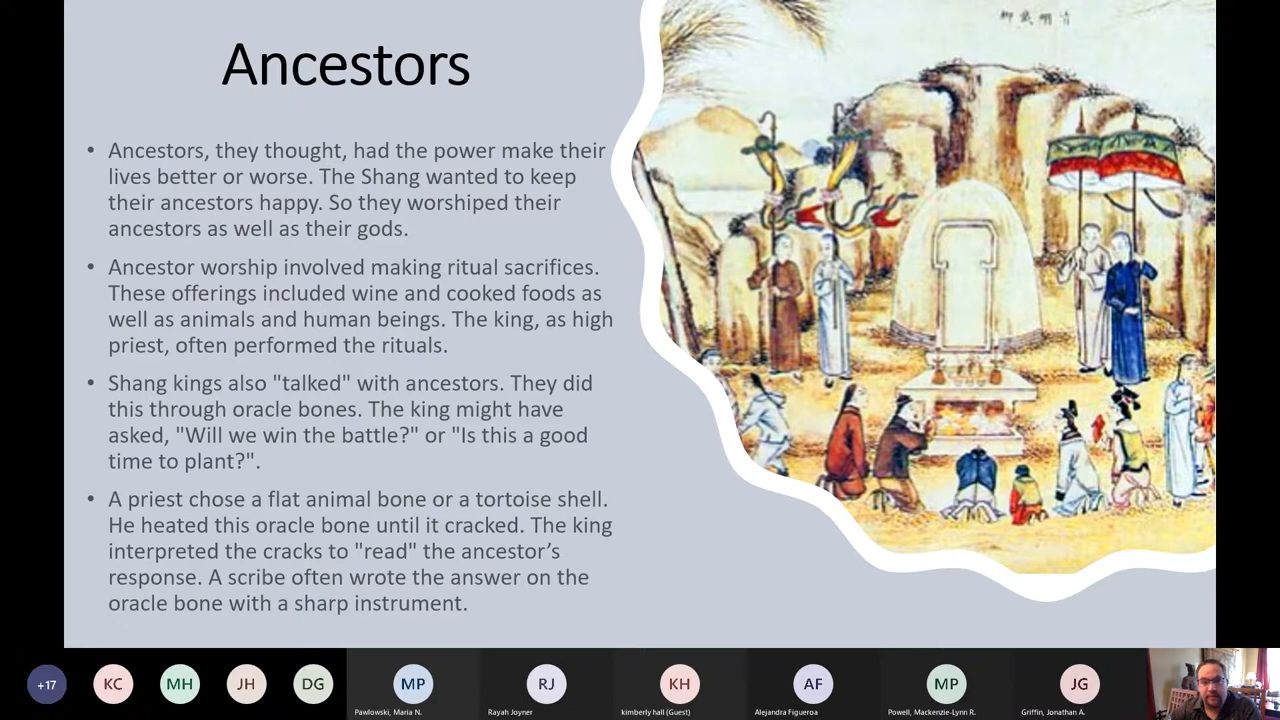 Ancestors
• Ancestors, they thought, had the power make their
lives better or worse. The Shang wanted to keep
their ancestors happy. So they worshiped their
ancestors as well as their gods.
• Ancestor worship involved making ritual sacrifices.
These offerings included wine and cooked foods as
well as animals and human beings. The king, as high
priest, often performed the rituals.
• Shang kings also "talked" with ancestors. They did
this through oracle bones. The king might have
asked, "Will we win the battle?" or "Is this a good
time to plant?".
• A priest chose a flat animal bone or a tortoise shell.
He heated this oracle bone until it cracked. The king
interpreted the cracks to "read" the ancestor’s
response. A scribe often wrote the answer on the
oracle bone with a sharp instrument.
+17
KC
MH
JH
DG
MP
Pawlowski, Maria N.
RJ
Rayah Joyner
KH
kimberly hall (Guest)
AF
Alejandra Figueroa
MP
Powell, Mackenzie-Lynn R.
JG
Griffin, Jonathan A.